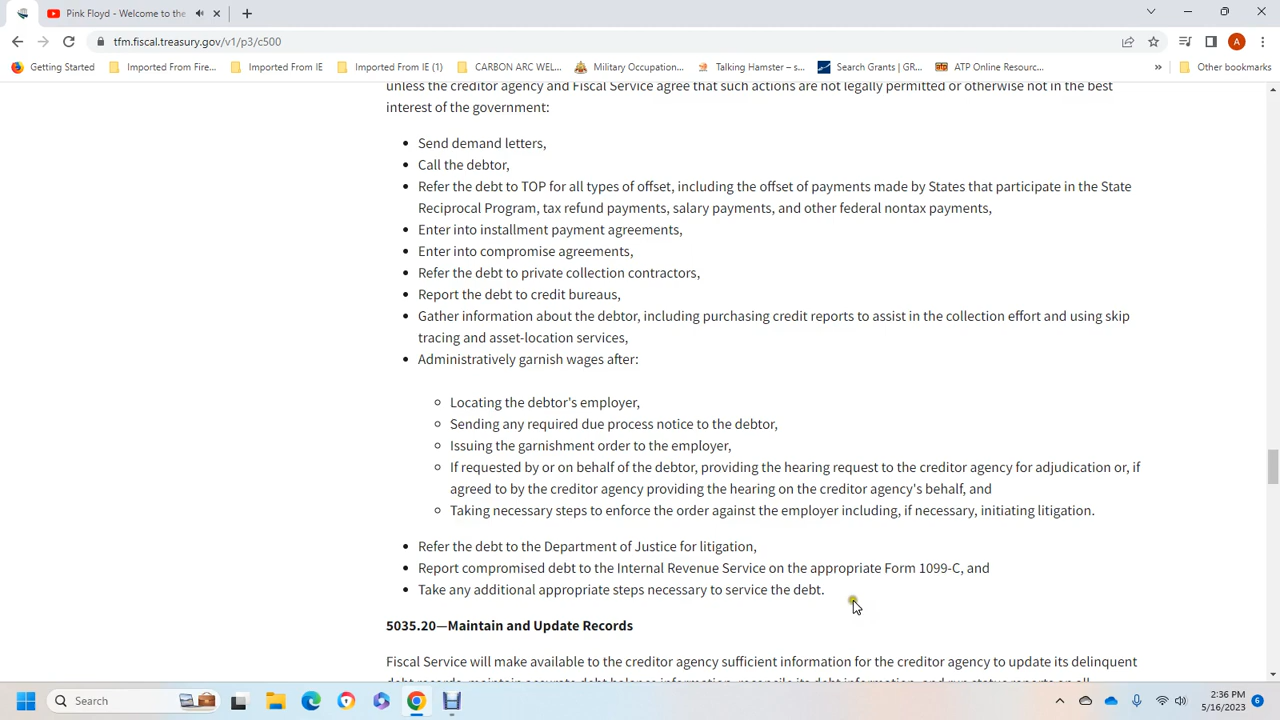 Pink Floyd - Welcome to the
tfm.fiscal.treasury.gov/v1/p3/c500
A
Getting Started
Imported From Fire...
Imported From IE
Imported From IE (1)
CARBON ARC WEL...
Military Occupation...
Talking Hamster – s...
Search Grants | GR...
ATP Online Resourc...
»
Other bookmarks
unless the creditor agency and Fiscal Service agree that such actions are not legally permitted or otherwise not in the best
interest of the government:
• Send demand letters,
• Call the debtor,
• Refer the debt to TOP for all types of offset, including the offset of payments made by States that participate in the State
Reciprocal Program, tax refund payments, salary payments, and other federal nontax payments,
• Enter into installment payment agreements,
• Enter into compromise agreements,
• Refer the debt to private collection contractors,
• Report the debt to credit bureaus,
• Gather information about the debtor, including purchasing credit reports to assist in the collection effort and using skip
tracing and asset-location services,
• Administratively garnish wages after:
◦ Locating the debtor's employer,
◦ Sending any required due process notice to the debtor,
◦ Issuing the garnishment order to the employer,
◦ If requested by or on behalf of the debtor, providing the hearing request to the creditor agency for adjudication or, if
agreed to by the creditor agency providing the hearing on the creditor agency's behalf, and
◦ Taking necessary steps to enforce the order against the employer including, if necessary, initiating litigation.
• Refer the debt to the Department of Justice for litigation,
• Report compromised debt to the Internal Revenue Service on the appropriate Form 1099-C, and
• Take any additional appropriate steps necessary to service the debt.
5035.20—Maintain and Update Records
Fiscal Service will make available to the creditor agency sufficient information for the creditor agency to update its delinquent
Search
2:36 PM
5/16/2023
6